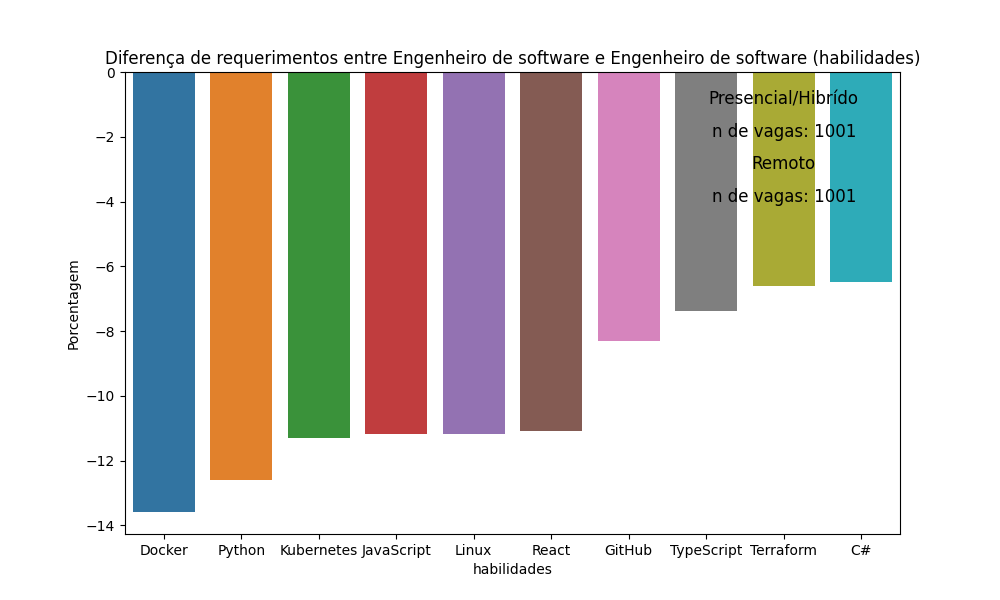 Diferença de requerimentos entre Engenheiro de software e Engenheiro de software (habilidades)
0
−2
−4
−6
−8
−10
−12
−14
Porcentagem
Presencial/Hibrído
n de vagas: 1001
Remoto
n de vagas: 1001
Docker Python Kubernetes JavaScript Linux React GitHub TypeScript Terraform C#
habilidades